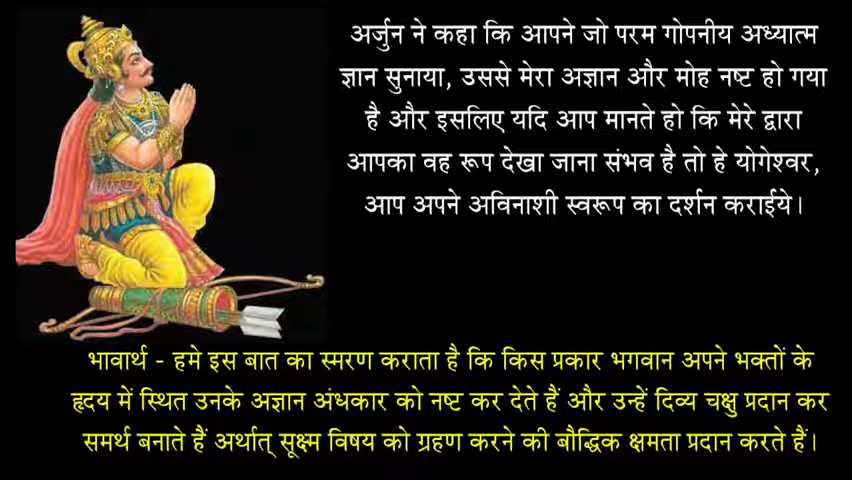 अर्जुन ने कहा कि आपने जो परम गोपनीय अध्यात्म
ज्ञान सुनाया, उससे मेरा अज्ञान और मोह नष्ट हो गया
है और इसलिए यदि आप मानते हो कि मेरे द्वारा
आपका वह रूप देखा जाना संभव है तो हे योगेश्वर,
आप अपने अविनाशी स्वरूप का दर्शन कराईये।
भावार्थ - हमे इस बात का स्मरण कराता है कि किस प्रकार भगवान अपने भक्तों के
हृदय में स्थित उनके अज्ञान अंधकार को नष्ट कर देते हैं और उन्हें दिव्य चक्षु प्रदान कर
समर्थ बनाते हैं अर्थात् सूक्ष्म विषय को ग्रहण करने की बौद्धिक क्षमता प्रदान करते हैं।